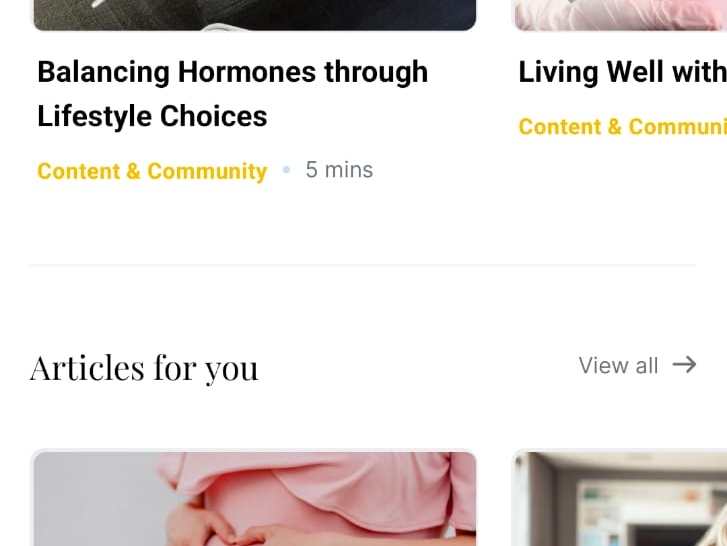 Balancing Hormones through
Lifestyle Choices
Content & Community • 5 mins
Living Well with
Content & Communi
Articles for you
View all →